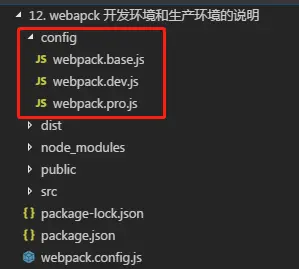 12. webapck 开发环境和生产环境的说明
config
JS webpack.base.js
JS webpack.dev.js
JS webpack.pro.js
dist
node_modules
public
src
{} package-lock.json
{} package.json
webpack.config.js